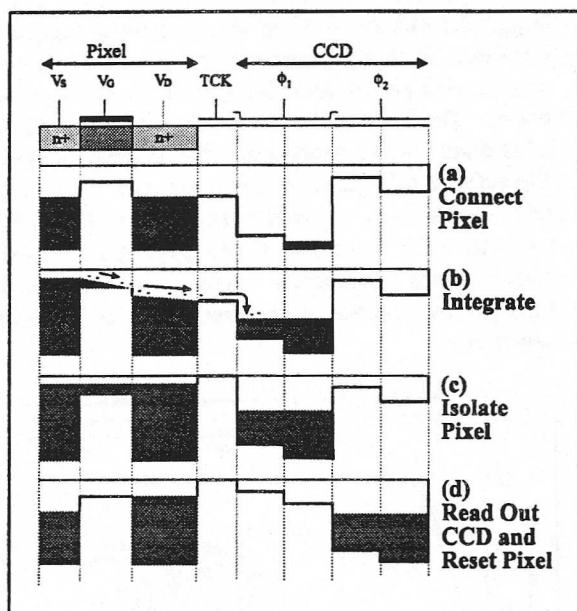 Pixel CCD
VS VG VD TCK ϕ1 ϕ2
n+ n+
(a)
Connect
Pixel
(b)
Integrate
(c)
Isolate
Pixel
(d)
Read Out
CCD and
Reset Pixel